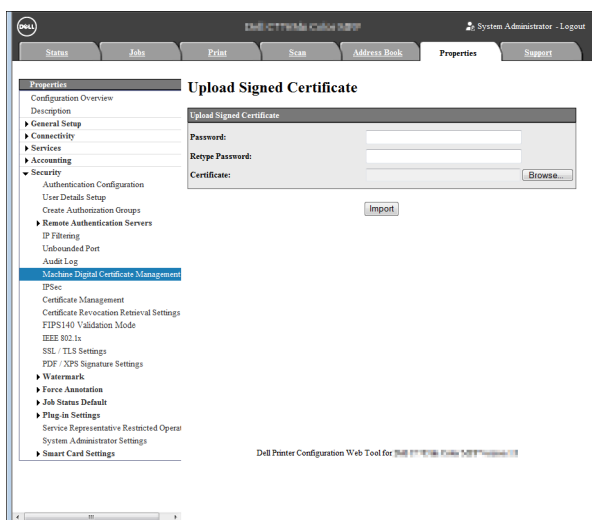 DELL
System Administrator - Logout
Status Jobs Print Scan Address Book Properties Support
Properties
Configuration Overview
Description
General Setup
Connectivity
Services
Accounting
Security
Authentication Configuration
User Details Setup
Create Authorization Groups
Remote Authentication Servers
IP Filtering
Unbounded Port
Audit Log
Machine Digital Certificate Management
IPSec
Certificate Management
Certificate Revocation Retrieval Settings
FIPS140 Validation Mode
IEEE 802.1x
SSL / TLS Settings
PDF / XPS Signature Settings
Watermark
Force Annotation
Job Status Default
Plug-in Settings
Service Representative Restricted Operat
System Administrator Settings
Smart Card Settings
Upload Signed Certificate
Upload Signed Certificate
Password:
Retype Password:
Certificate: Browse...
Import
Dell Printer Configuration Web Tool for